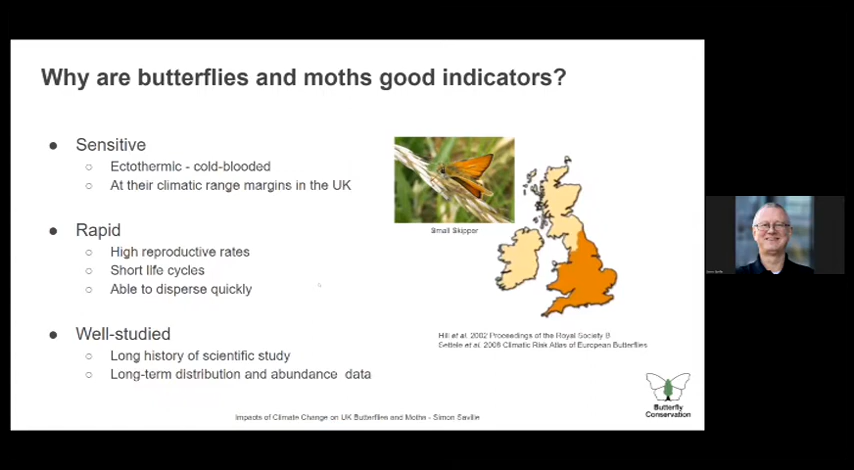 Why are butterflies and moths good indicators?
● Sensitive
○ Ectothermic - cold-blooded
○ At their climatic range margins in the UK
● Rapid
○ High reproductive rates
○ Short life cycles
○ Able to disperse quickly
● Well-studied
○ Long history of scientific study
○ Long-term distribution and abundance data
Small Skipper
Hill et al. 2002 Proceedings of the Royal Society B
Settele et al. 2008 Climatic Risk Atlas of European Butterflies
Butterfly
Conservation
Impacts of Climate Change on UK Butterflies and Moths - Simon Saville